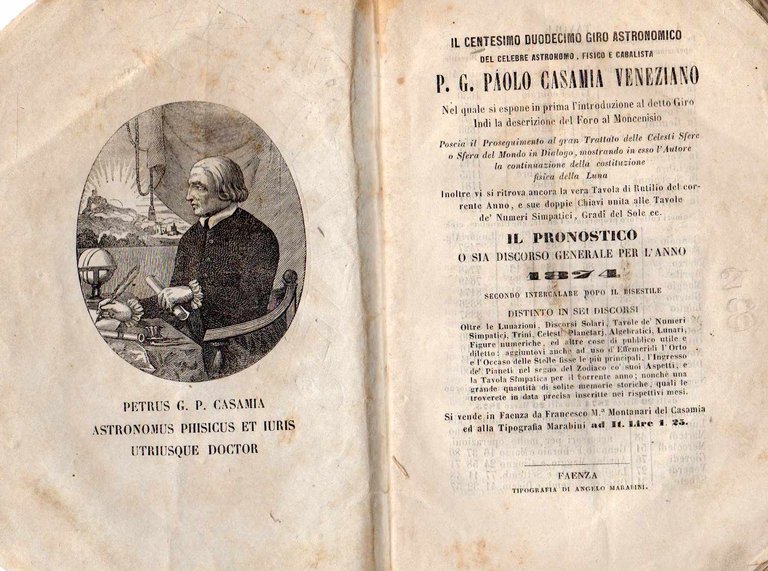 PETRUS G. P. CASAMIA
ASTRONOMUS PHISICUS ET IURIS
UTRIUSQUE DOCTOR
IL CENTESIMO DUODECIMO GIRO ASTRONOMICO
DEL CELEBRE ASTRONOMO, FISICO E CABALISTA
P. G. PAOLO CASAMIA VENEZIANO
Nel quale si espone in prima l'introduzione al detto Giro
Indi la descrizione del Foro al Moncenisio
Poscia il Proseguimento al gran Trattato delle Celesti Sfere
o Sfera del Mondo in Dialogo, mostrando in esso l'Autore
la continuazione della costituzione
fisica della Luna
Inoltre vi si ritrova ancora la vera Tavola di Rutilio del cor-
rente Anno, e sue doppie Chiavi unita alle Tavole
de' Numeri Simpatici, Gradi del Sole ec.
IL PRONOSTICO
O SIA DISCORSO GENERALE PER L'ANNO
1874
SECONDO INTERCALARE DOPO IL BISESTILE
DISTINTO IN SEI DISCORSI
Oltre le Lunazioni, Discorsi Solari, Tavole de' Numeri
Simpatici, Trini, Celesti Planetarj, Algebratici, Lunari,
Figure numeriche, ed altre cose di pubblico utile e
diletto: aggiuntovi anche ad uso d'Effemeridi l'Orto
e l'Occaso delle Stelle fisse le più principali, l'Ingresso
de' Pianeti nel segno del Zodiaco co' suoi Aspetti, e
la Tavola Simpatica per il corrente anno; nonchè una
grande quantità di solite memorie storiche, quali le
troverete in data precisa inscritte nei rispettivi mesi.
Si vende in Faenza da Francesco M.ª Montanari del Casamia
ed alla Tipografia Marabini ad It. Lire 1. 25.
FAENZA
TIPOGRAFIA DI ANGELO MARABINI.